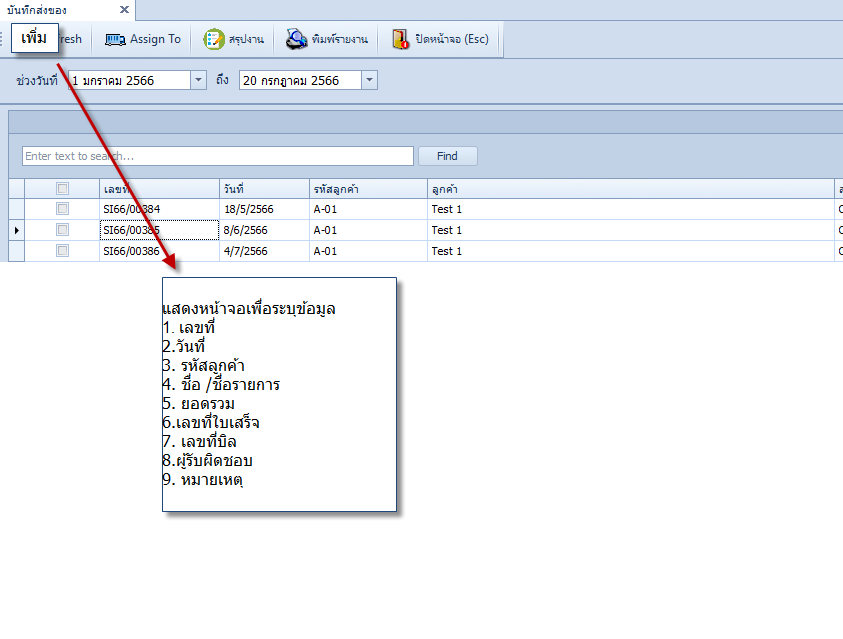 บันทึกส่งของ
เพิ่ม resh Assign To สรุปงาน พิมพ์รายงาน ปิดหน้าจอ (Esc)
ช่วงวันที่ 1 มกราคม 2566 ถึง 20 กรกฎาคม 2566
Enter text to search... Find
เลขที่ วันที่ รหัสลูกค้า ลูกค้า
SI66/00384 18/5/2566 A-01 Test 1
SI66/00385 8/6/2566 A-01 Test 1
SI66/00386 4/7/2566 A-01 Test 1
แสดงหน้าจอเพื่อระบุข้อมูล
1. เลขที่
2.วันที่
3. รหัสลูกค้า
4. ชื่อ /ชื่อรายการ
5. ยอดรวม
6.เลขที่ใบเสร็จ
7. เลขที่บิล
8.ผู้รับผิดชอบ
9. หมายเหตุ